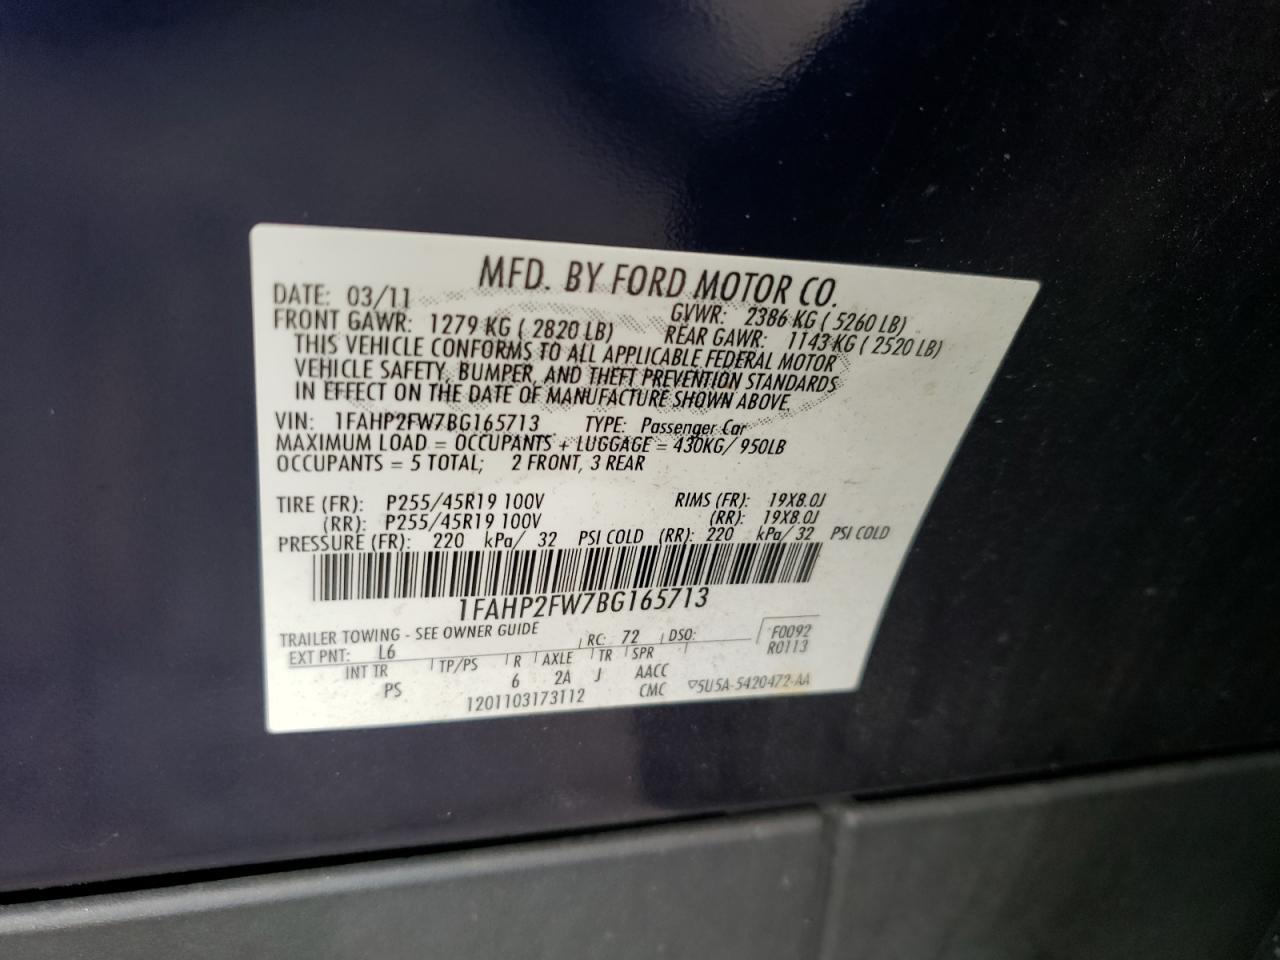 MFD. BY FORD MOTOR CO.
DATE: 03/11 GVWR: 2386 KG ( 5260 LB)
FRONT GAWR: 1279 KG ( 2820 LB) REAR GAWR: 1143 KG ( 2520 LB)
THIS VEHICLE CONFORMS TO ALL APPLICABLE FEDERAL MOTOR
VEHICLE SAFETY, BUMPER, AND THEFT PREVENTION STANDARDS
IN EFFECT ON THE DATE OF MANUFACTURE SHOWN ABOVE.
VIN: 1FAHP2FW7BG165713 TYPE: Passenger Car
MAXIMUM LOAD = OCCUPANTS + LUGGAGE = 430KG/ 950LB
OCCUPANTS = 5 TOTAL; 2 FRONT, 3 REAR
TIRE (FR): P255/45R19 100V RIMS (FR): 19X8.0J
(RR): P255/45R19 100V (RR): 19X8.0J
PRESSURE (FR): 220 kPa/ 32 PSI COLD (RR): 220 kPa/ 32 PSI COLD
1FAHP2FW7BG165713
TRAILER TOWING - SEE OWNER GUIDE
EXT PNT: L6 RC: 72 DSO: F0092
R0113
INT TR TP/PS R AXLE TR SPR
PS 6 2A J AACC
1201103173112 CMC ▽5U5A-5420472-AA